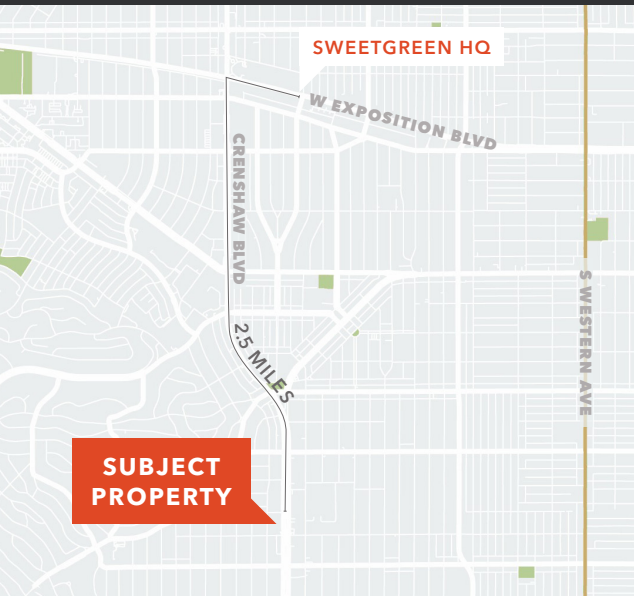 SWEETGREEN HQ
W EXPOSITION BLVD
CRENSHAW BLVD
S WESTERN AVE
2.5 MILES
SUBJECT
PROPERTY